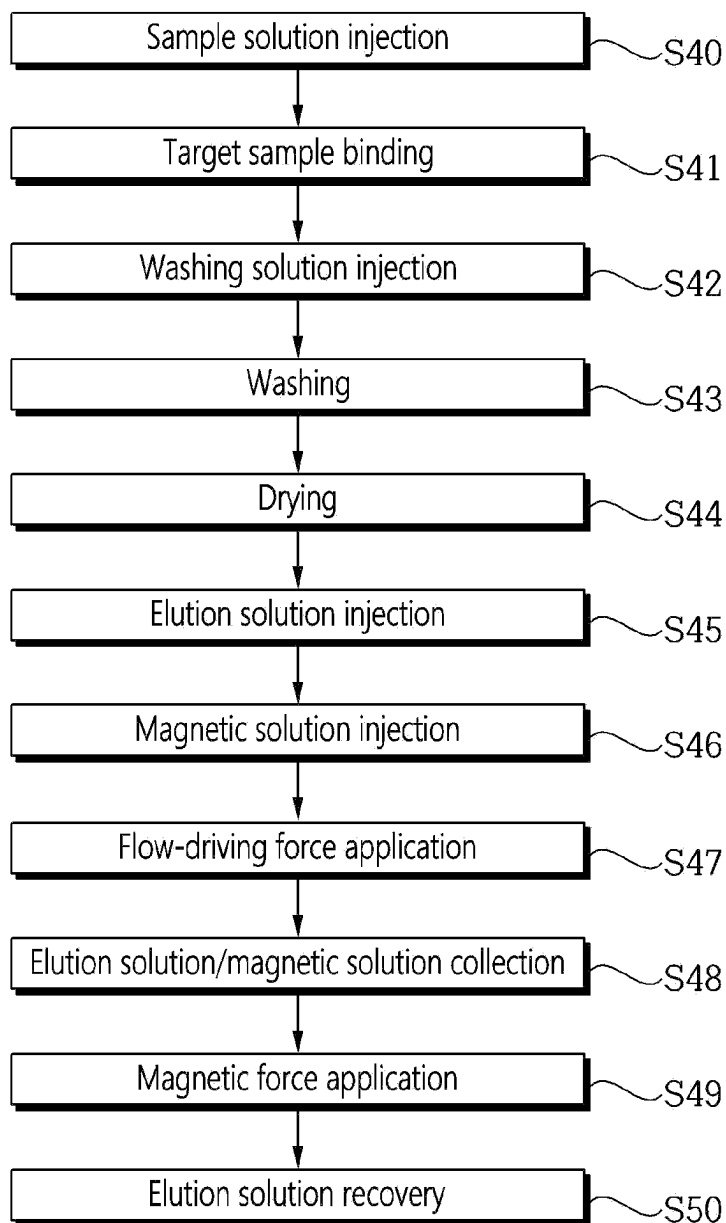 Sample solution injection
S40
Target sample binding
S41
Washing solution injection
S42
Washing
S43
Drying
S44
Elution solution injection
S45
Magnetic solution injection
S46
Flow-driving force application
S47
Elution solution/magnetic solution collection
S48
Magnetic force application
S49
Elution solution recovery
S50